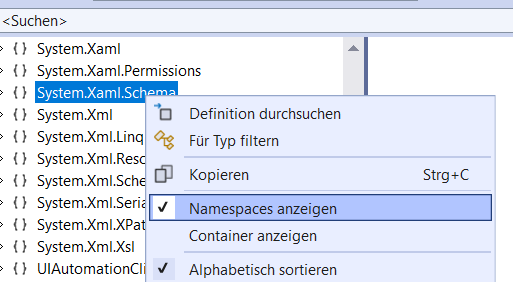 <Suchen>
System.Xaml
System.Xaml.Permissions
System.Xaml.Schema
System.Xml
System.Xml.Linq
System.Xml.Reso
System.Xml.Sche
System.Xml.Seria
System.Xml.XPat
System.Xml.Xsl
UIAutomationCli
Definition durchsuchen
Für Typ filtern
Kopieren Strg+C
Namespaces anzeigen
Container anzeigen
Alphabetisch sortieren